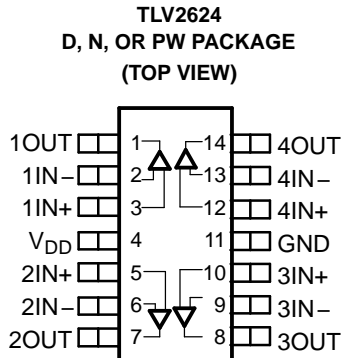 TLV2624
D, N, OR PW PACKAGE
(TOP VIEW)
1OUT 1 14 4OUT
1IN− 2 13 4IN−
1IN+ 3 12 4IN+
VDD 4 11 GND
2IN+ 5 10 3IN+
2IN− 6 9 3IN−
2OUT 7 8 3OUT